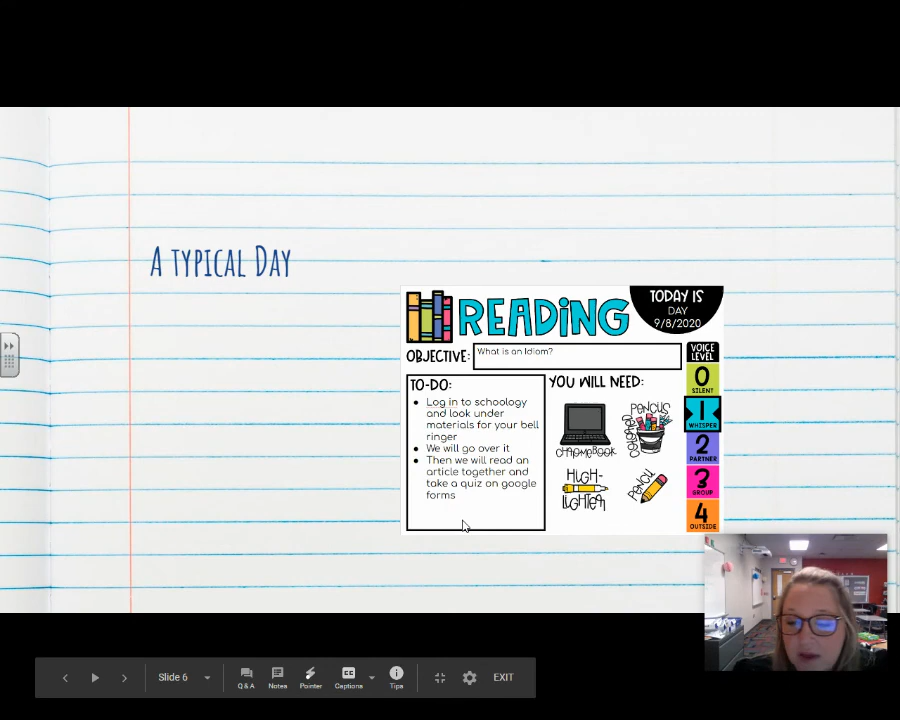 A TYPICAL DAY
READING
TODAY IS
DAY
9/8/2020
OBJECTIVE:
What is an Idiom?
TO-DO:
Log in to schoology
and look under
materials for your bell
ringer
We will go over it
Then we will read an
article together and
take a quiz on google
forms
YOU WILL NEED:
CHROMEBOOK
COLORED
PENCILS
HIGH-
LIGHTER
PENCIL
VOICE
LEVEL
0
SILENT
1
WHISPER
2
PARTNER
3
GROUP
4
OUTSIDE
Slide 6
Q & A
Notes
Pointer
Captions
Tips
EXIT